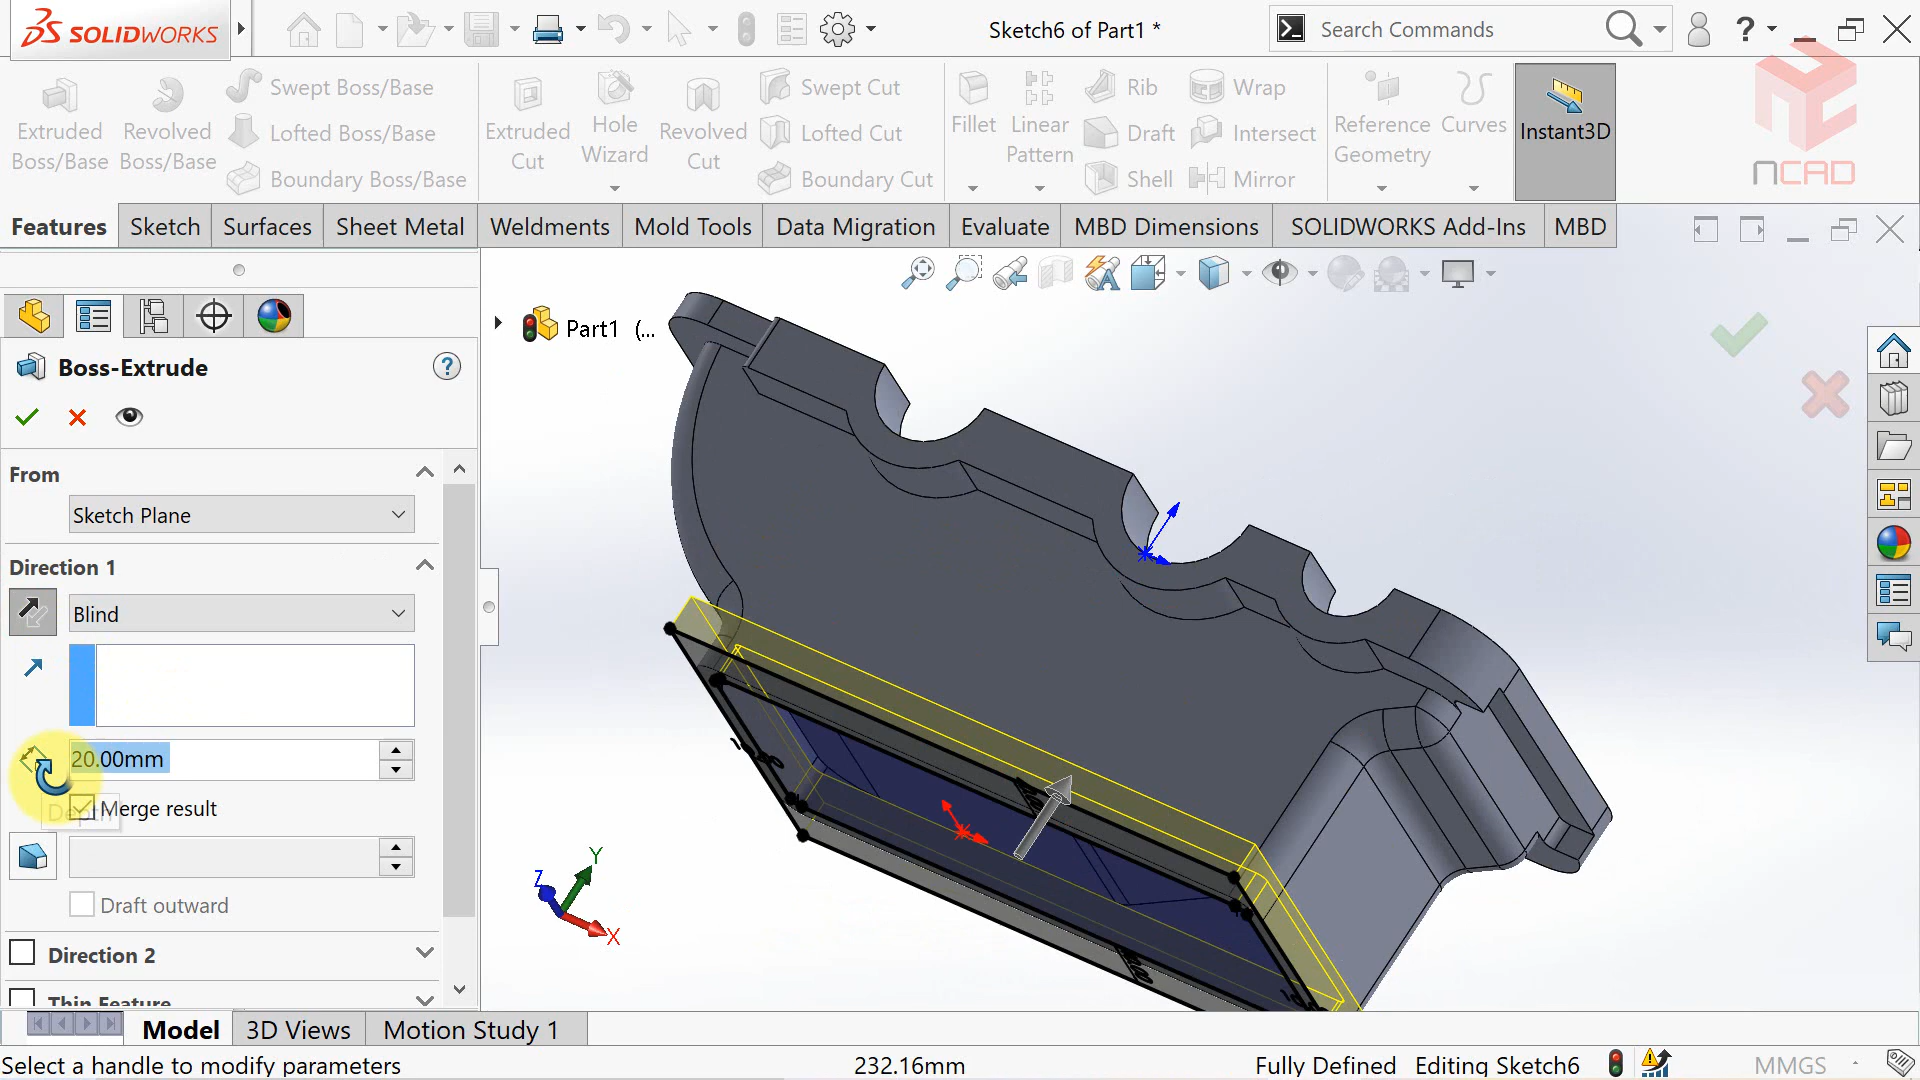 SOLIDWORKS
Sketch6 of Part1 *
Search Commands
?
Extruded Boss/Base
Revolved Boss/Base
Swept Boss/Base
Lofted Boss/Base
Boundary Boss/Base
Extruded Cut
Hole Wizard
Revolved Cut
Swept Cut
Lofted Cut
Boundary Cut
Fillet
Linear Pattern
Rib
Draft
Shell
Wrap
Intersect
Mirror
Reference Geometry
Curves
Instant3D
nCAD
Features
Sketch
Surfaces
Sheet Metal
Weldments
Mold Tools
Data Migration
Evaluate
MBD Dimensions
SOLIDWORKS Add-Ins
MBD
Part1 (...
Boss-Extrude
?
From
Sketch Plane
Direction 1
Blind
20.00mm
Merge result
Draft outward
Direction 2
Thin Feature
Z
Y
X
Model
3D Views
Motion Study 1
Select a handle to modify parameters
232.16mm
Fully Defined
Editing Sketch6
MMGS